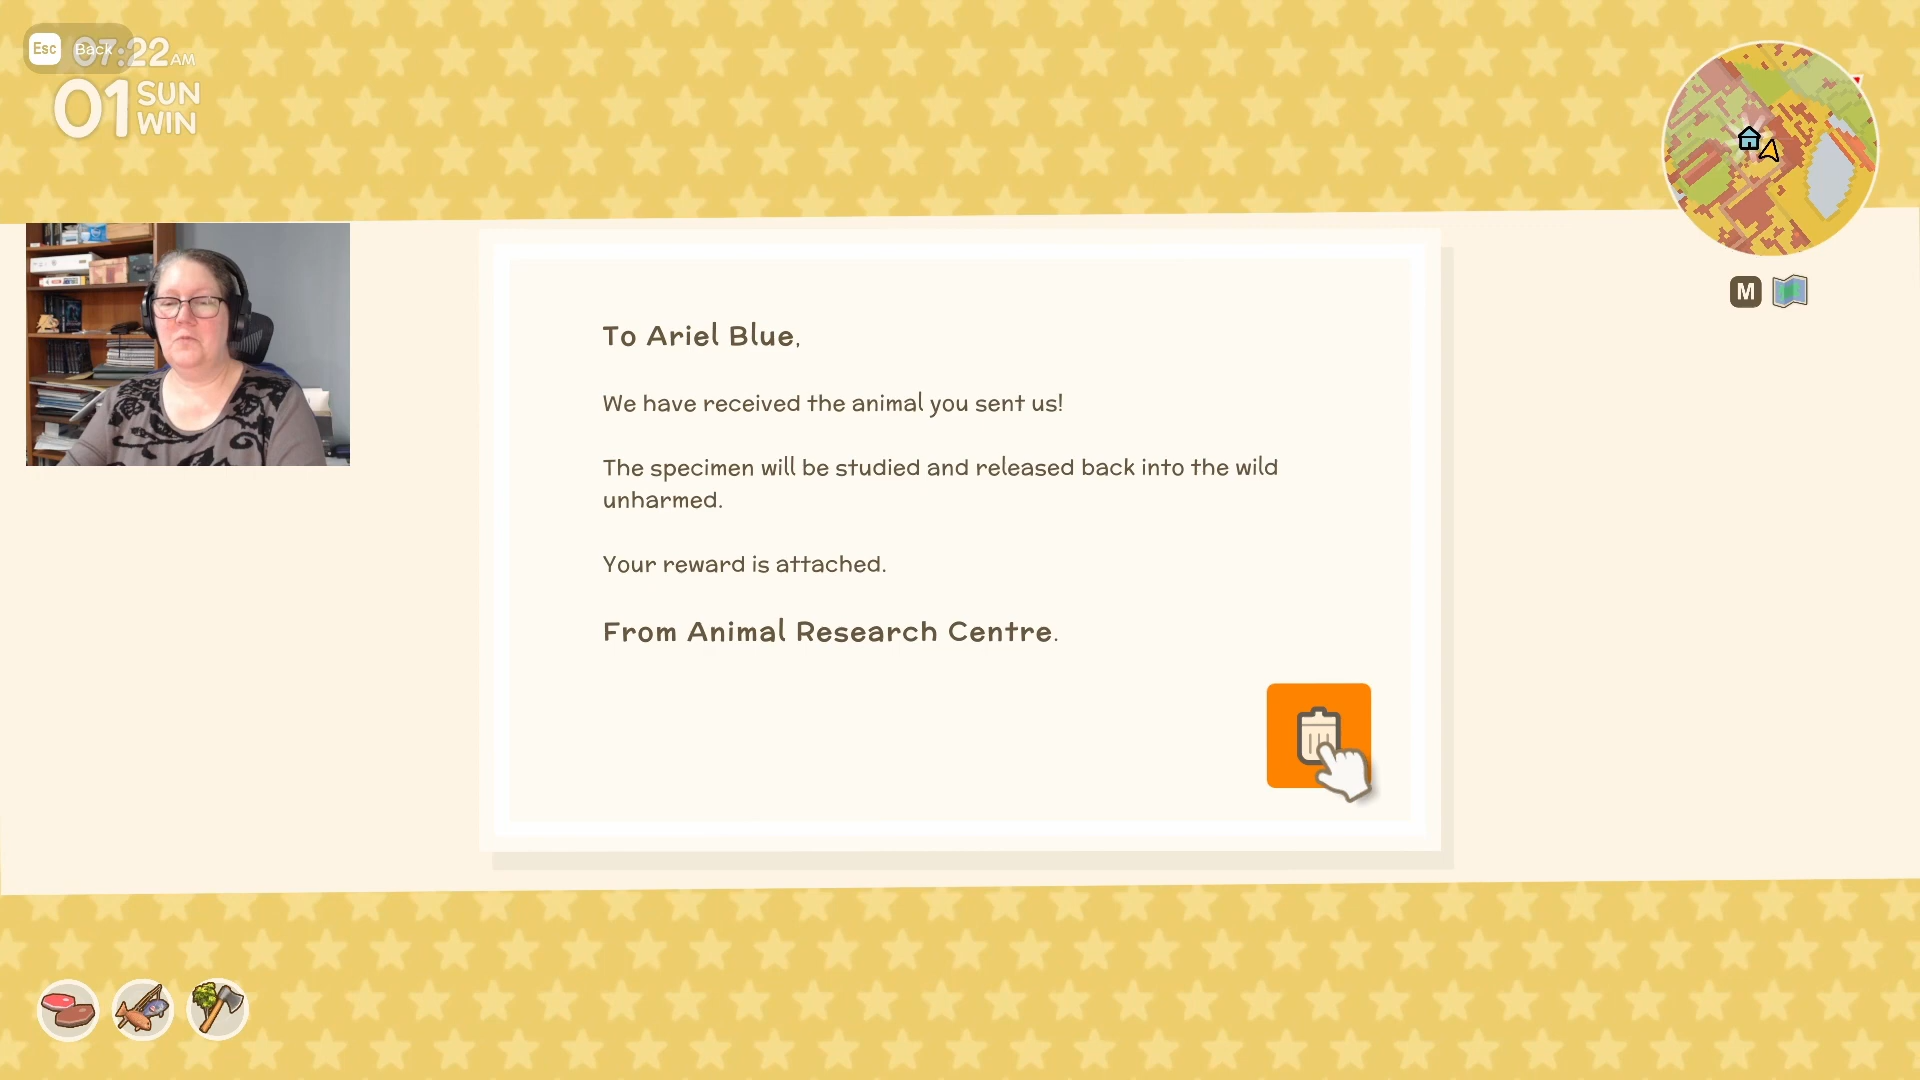 Esc Back 07:22 AM
01 SUN
WIN
M
To Ariel Blue,
We have received the animal you sent us!
The specimen will be studied and released back into the wild
unharmed.
Your reward is attached.
From Animal Research Centre.